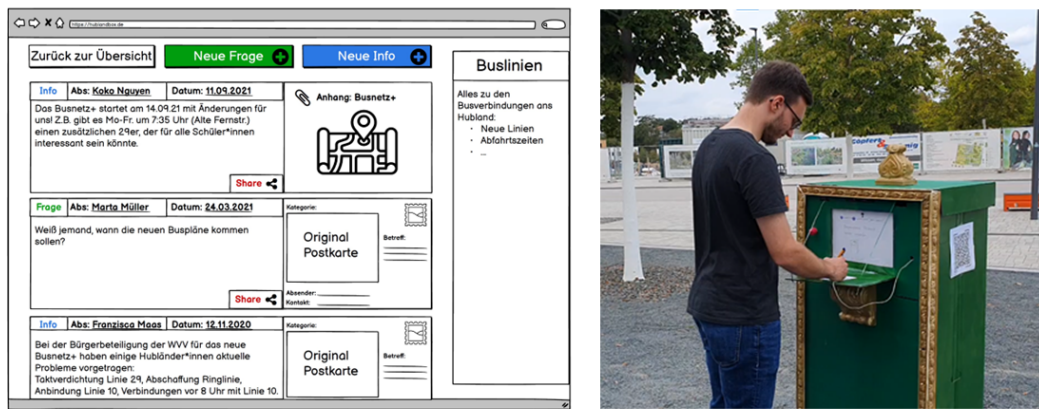 https://hublandbox.de
Zurück zur Übersicht
Neue Frage
Neue Info
Info
Abs: Koko Nguyen
Datum: 11.09.2021
Das Busnetz+ startet am 14.09.21 mit Änderungen für
uns! Z.B. gibt es Mo-Fr. um 7:35 Uhr (Alte Fernstr.)
einen zusätzlichen 29er, der für alle Schüler*innen
interessant sein könnte.
Share
Anhang: Busnetz+
Frage
Abs: Marta Müller
Datum: 24.03.2021
Weiß jemand, wann die neuen Buspläne kommen
sollen?
Share
Kategorie:
Original
Postkarte
Betreff:
Absender:
Kontakt:
Info
Abs: Franzisca Maas
Datum: 12.11.2020
Bei der Bürgerbeteiligung der WVV für das neue
Busnetz+ haben einige Hubländer*innen aktuelle
Probleme vorgetragen:
Taktverdichtung Linie 29, Abschaffung Ringlinie,
Anbindung Linie 10, Verbindungen vor 8 Uhr mit Linie 10.
Kategorie:
Original
Postkarte
Betreff:
Buslinien
Alles zu den
Busverbindungen ans
Hubland:
· Neue Linien
· Abfahrtszeiten
· ...